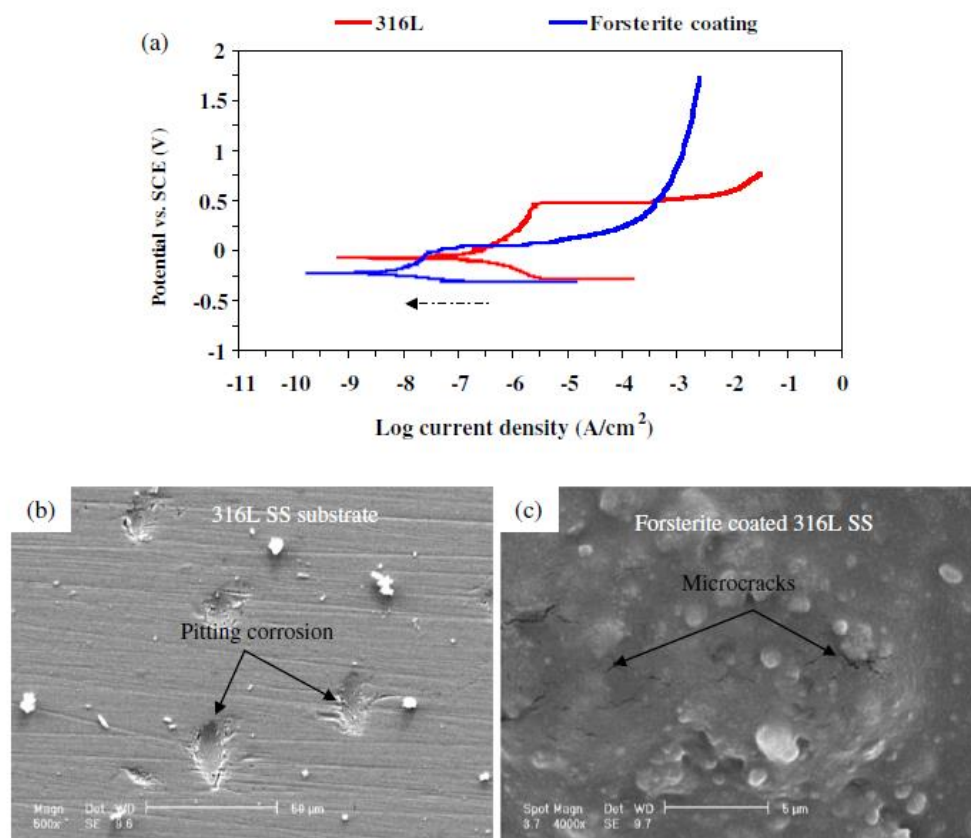 316L Forsterite coating
(a)
2
1.5
1
0.5
0
-0.5
-1
Potential vs. SCE (V)
-11 -10 -9 -8 -7 -6 -5 -4 -3 -2 -1 0
Log current density (A/cm²)
(b)
316L SS substrate
Pitting corrosion
Magn Det WD 50 µm
500x SE 9.6
(c)
Forsterite coated 316L SS
Microcracks
Spot Magn Det WD 5 µm
3.7 4000x SE 9.7